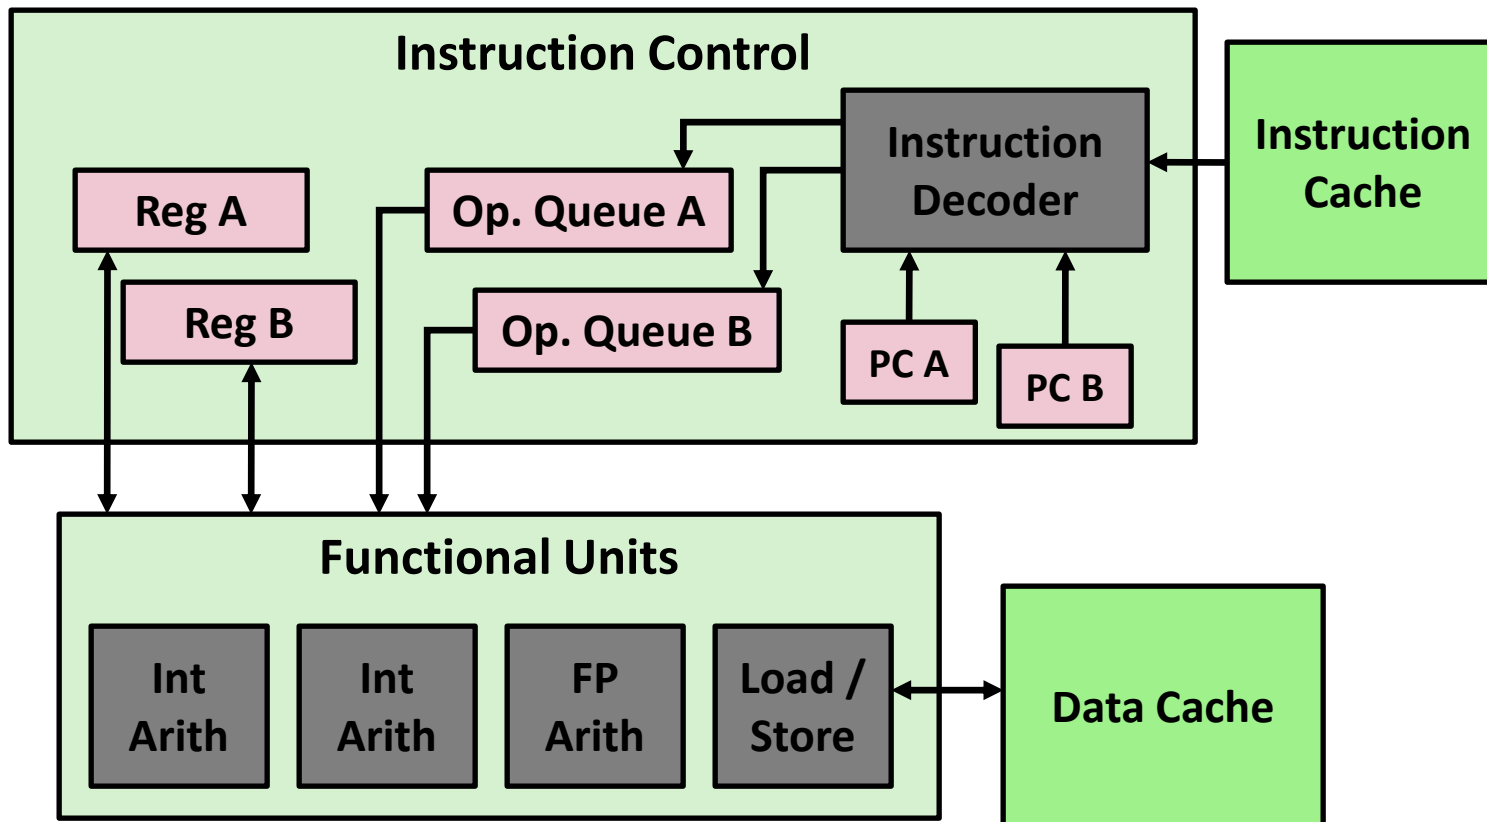 Instruction Control
Instruction
Decoder
Instruction
Cache
Reg A
Op. Queue A
Reg B
Op. Queue B
PC A
PC B
Functional Units
Int
Arith
Int
Arith
FP
Arith
Load /
Store
Data Cache